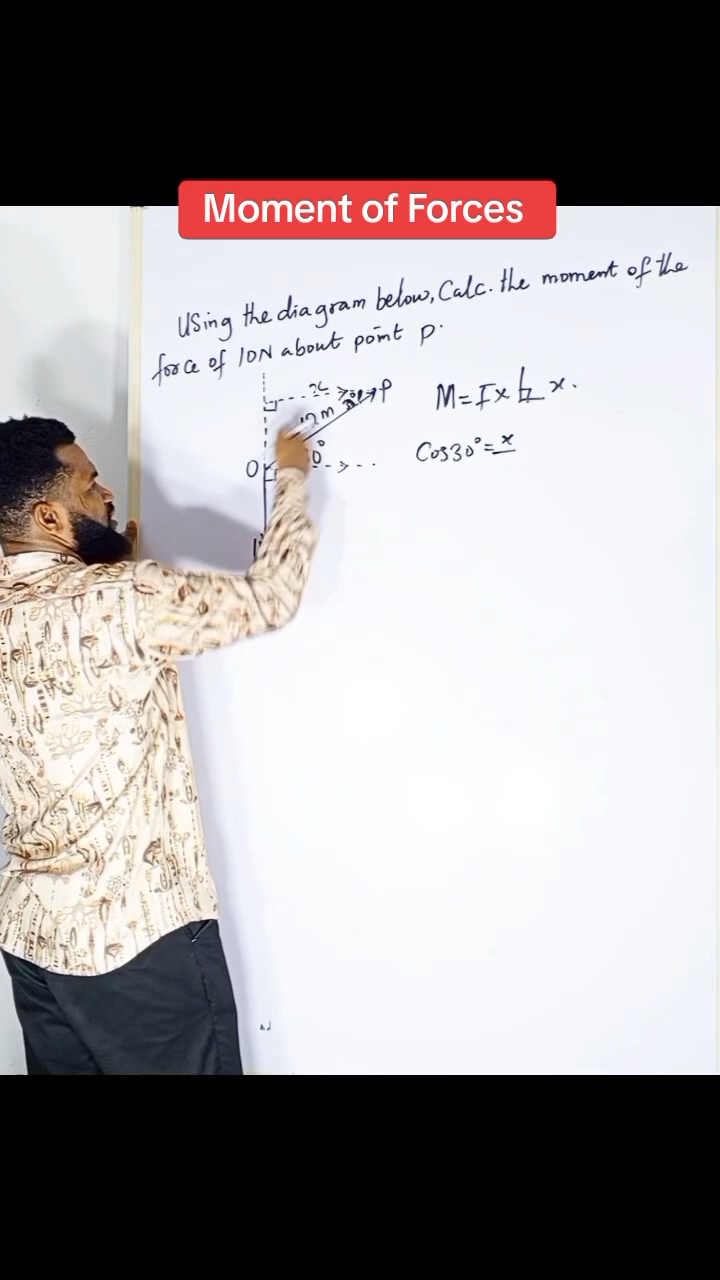 Moment of Forces
Using the diagram below, Calc. the moment of the
force of 10N about point p.
x
P
M = F x
x.
Cos30° = x
O